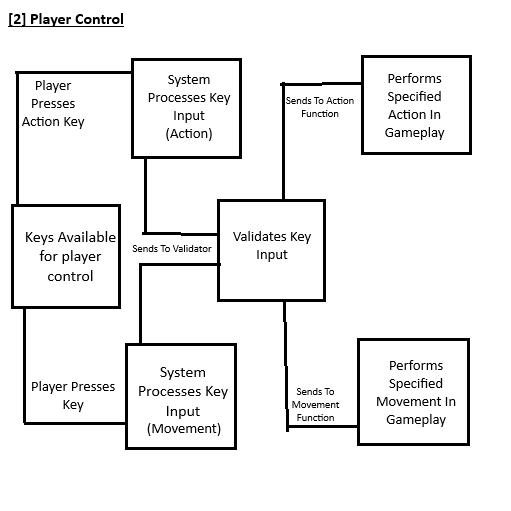 [2] Player Control
Player
Presses
Action Key
System
Processes Key
Input
(Action)
Sends To Action
Function
Performs
Specified
Action In
Gameplay
Keys Available
for player
control
Sends To Validator
Validates Key
Input
Player Presses
Key
System
Processes Key
Input
(Movement)
Sends To
Movement
Function
Performs
Specified
Movement In
Gameplay